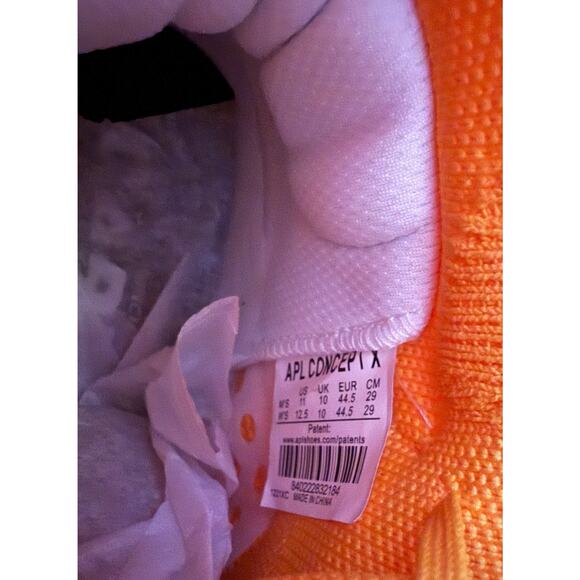 APL CONCEPT X
US UK EUR CM
M'S 11 10 44.5 29
W'S 12.5 10 44.5 29
Patent:
www.aplshoes.com/patents
840222832184
MADE IN CHINA